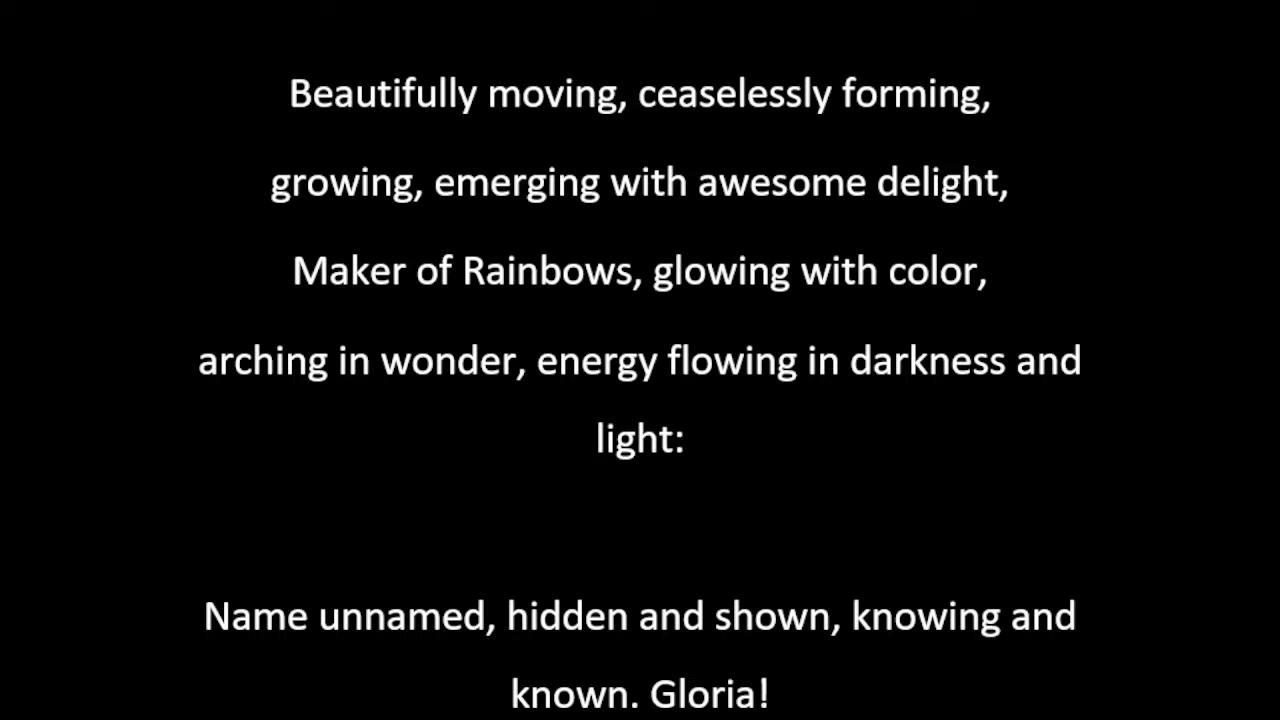 Beautifully moving, ceaselessly forming,
growing, emerging with awesome delight,
Maker of Rainbows, glowing with color,
arching in wonder, energy flowing in darkness and
light:
Name unnamed, hidden and shown, knowing and
known. Gloria!